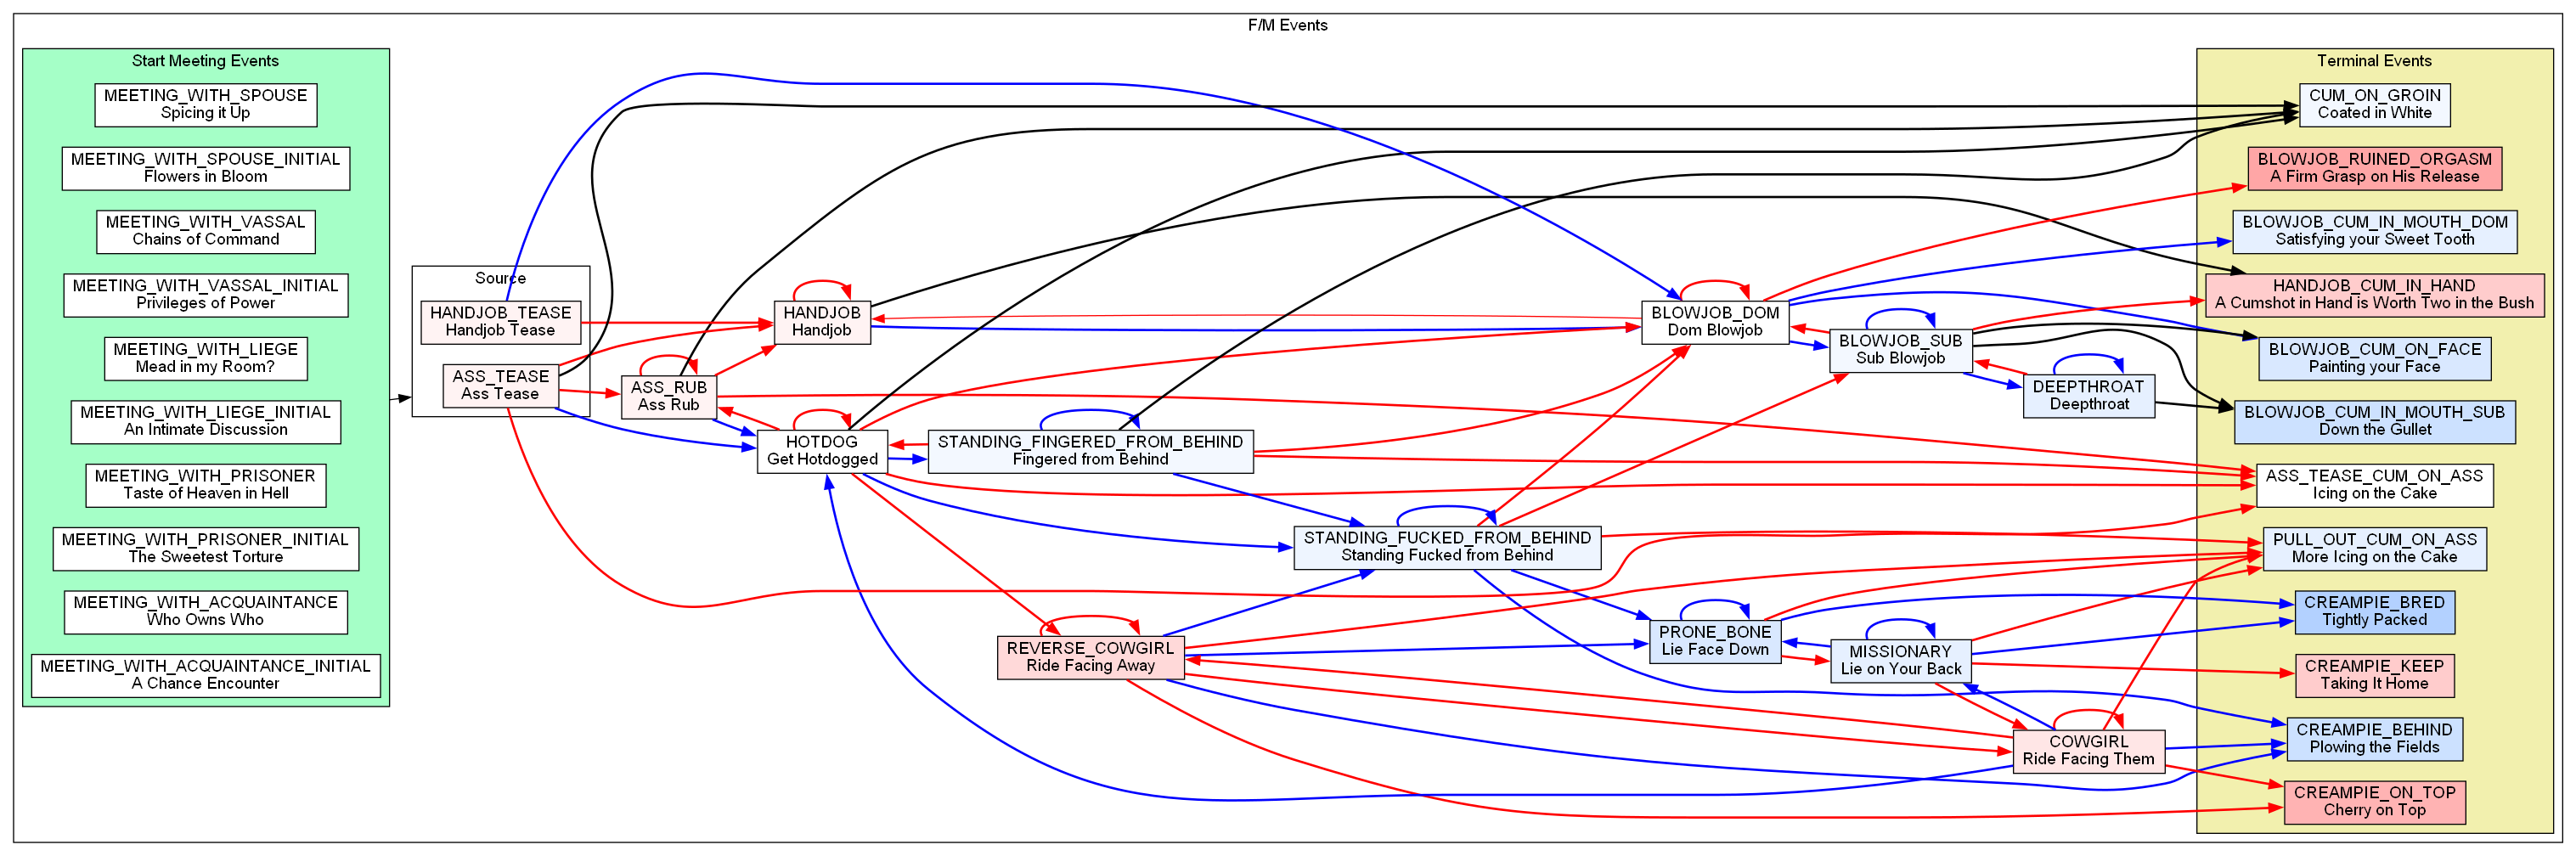 F/M Events
Start Meeting Events
MEETING_WITH_SPOUSE
Spicing it Up
MEETING_WITH_SPOUSE_INITIAL
Flowers in Bloom
MEETING_WITH_VASSAL
Chains of Command
MEETING_WITH_VASSAL_INITIAL
Privileges of Power
MEETING_WITH_LIEGE
Mead in my Room?
MEETING_WITH_LIEGE_INITIAL
An Intimate Discussion
MEETING_WITH_PRISONER
Taste of Heaven in Hell
MEETING_WITH_PRISONER_INITIAL
The Sweetest Torture
MEETING_WITH_ACQUAINTANCE
Who Owns Who
MEETING_WITH_ACQUAINTANCE_INITIAL
A Chance Encounter
Source
HANDJOB_TEASE
Handjob Tease
ASS_TEASE
Ass Tease
ASS_RUB
Ass Rub
HANDJOB
Handjob
HOTDOG
Get Hotdogged
STANDING_FINGERED_FROM_BEHIND
Fingered from Behind
REVERSE_COWGIRL
Ride Facing Away
STANDING_FUCKED_FROM_BEHIND
Standing Fucked from Behind
BLOWJOB_DOM
Dom Blowjob
PRONE_BONE
Lie Face Down
BLOWJOB_SUB
Sub Blowjob
MISSIONARY
Lie on Your Back
DEEPTHROAT
Deepthroat
COWGIRL
Ride Facing Them
Terminal Events
CUM_ON_GROIN
Coated in White
BLOWJOB_RUINED_ORGASM
A Firm Grasp on His Release
BLOWJOB_CUM_IN_MOUTH_DOM
Satisfying your Sweet Tooth
HANDJOB_CUM_IN_HAND
A Cumshot in Hand is Worth Two in the Bush
BLOWJOB_CUM_ON_FACE
Painting your Face
BLOWJOB_CUM_IN_MOUTH_SUB
Down the Gullet
ASS_TEASE_CUM_ON_ASS
Icing on the Cake
PULL_OUT_CUM_ON_ASS
More Icing on the Cake
CREAMPIE_BRED
Tightly Packed
CREAMPIE_KEEP
Taking It Home
CREAMPIE_BEHIND
Plowing the Fields
CREAMPIE_ON_TOP
Cherry on Top